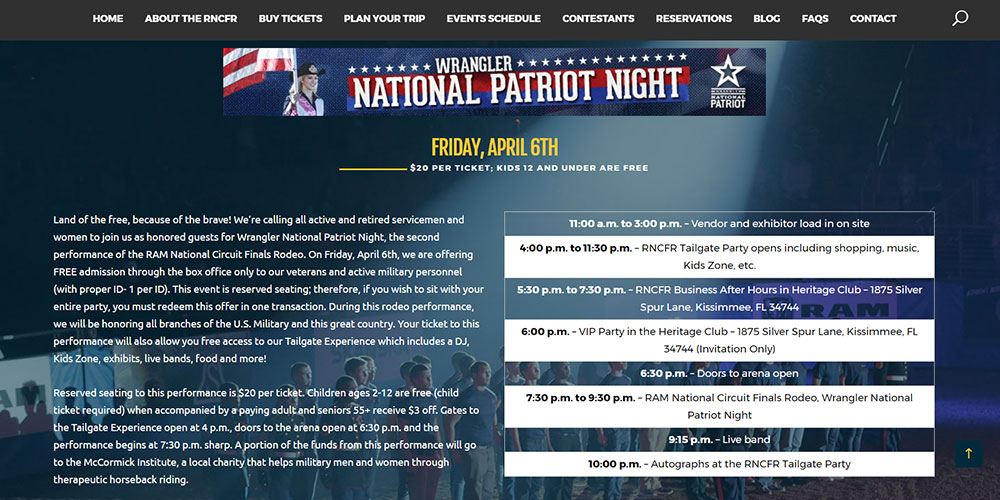 HOME ABOUT THE RNCFR BUY TICKETS PLAN YOUR TRIP EVENTS SCHEDULE CONTESTANTS RESERVATIONS BLOG FAQS CONTACT
WRANGLER
NATIONAL PATRIOT NIGHT
NATIONAL
PATRIOT
FRIDAY, APRIL 6TH
$20 PER TICKET; KIDS 12 AND UNDER ARE FREE
Land of the free, because of the brave! We're calling all active and retired servicemen and
women to join us as honored guests for Wrangler National Patriot Night, the second
performance of the RAM National Circuit Finals Rodeo. On Friday, April 6th, we are offering
FREE admission through the box office only to our veterans and active military personnel
(with proper ID- 1 per ID). This event is reserved seating; therefore, if you wish to sit with your
entire party, you must redeem this offer in one transaction. During this rodeo performance,
we will be honoring all branches of the U.S. Military and this great country. Your ticket to this
performance will also allow you free access to our Tailgate Experience which includes a DJ,
Kids Zone, exhibits, live bands, food and more!
Reserved seating to this performance is $20 per ticket. Children ages 2-12 are free (child
ticket required) when accompanied by a paying adult and seniors 55+ receive $3 off. Gates to
the Tailgate Experience open at 4 p.m., doors to the arena open at 6:30 p.m. and the
performance begins at 7:30 p.m. sharp. A portion of the funds from this performance will go
to the McCormick Institute, a local charity that helps military men and women through
therapeutic horseback riding.
11:00 a.m. to 3:00 p.m. – Vendor and exhibitor load in on site
4:00 p.m. to 11:30 p.m. – RNCFR Tailgate Party opens including shopping, music,
Kids Zone, etc.
5:30 p.m. to 7:30 p.m. – RNCFR Business After Hours in Heritage Club – 1875 Silver
Spur Lane, Kissimmee, FL 34744
6:00 p.m. – VIP Party in the Heritage Club – 1875 Silver Spur Lane, Kissimmee, FL
34744 (Invitation Only)
6:30 p.m. – Doors to arena open
7:30 p.m. to 9:30 p.m. – RAM National Circuit Finals Rodeo, Wrangler National
Patriot Night
9:15 p.m. – Live band
10:00 p.m. – Autographs at the RNCFR Tailgate Party
RAM